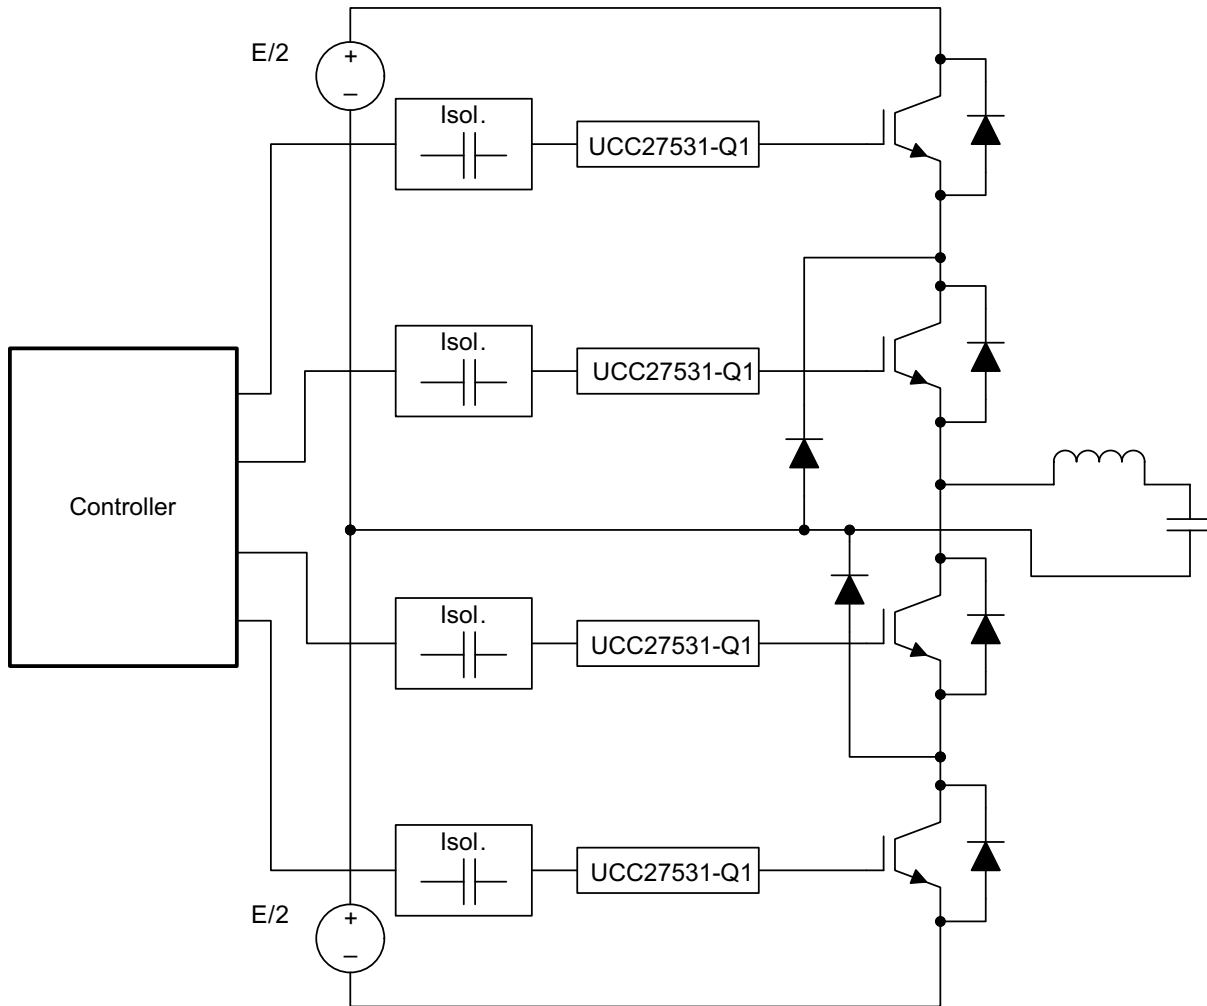 E/2
+
–
Isol.
UCC27531-Q1
Isol.
UCC27531-Q1
Controller
Isol.
UCC27531-Q1
Isol.
UCC27531-Q1
E/2
+
–